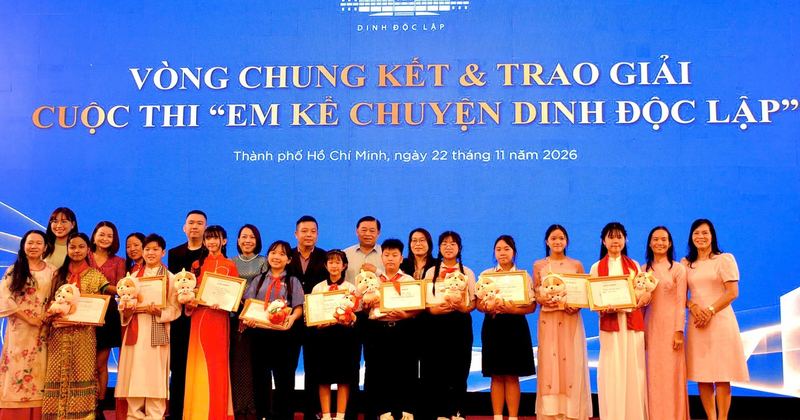 DINH ĐỘC LẬP
VÒNG CHUNG KẾT & TRAO GIẢI
CUỘC THI “EM KỂ CHUYỆN DINH ĐỘC LẬP”
Thành phố Hồ Chí Minh, ngày 22 tháng 11 năm 2026